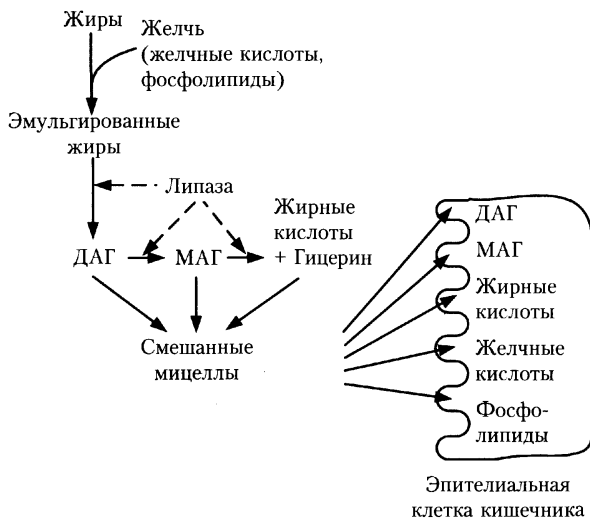 Жиры
Желчь
(желчные кислоты,
фосфолипиды)
Эмульгированные
жиры
Липаза
Жирные
кислоты
+ Гицерин
ДАГ
МАГ
Смешанные
мицеллы
ДАГ
МАГ
Жирные
кислоты
Желчные
кислоты
Фосфо-
липиды
Эпителиальная
клетка кишечника